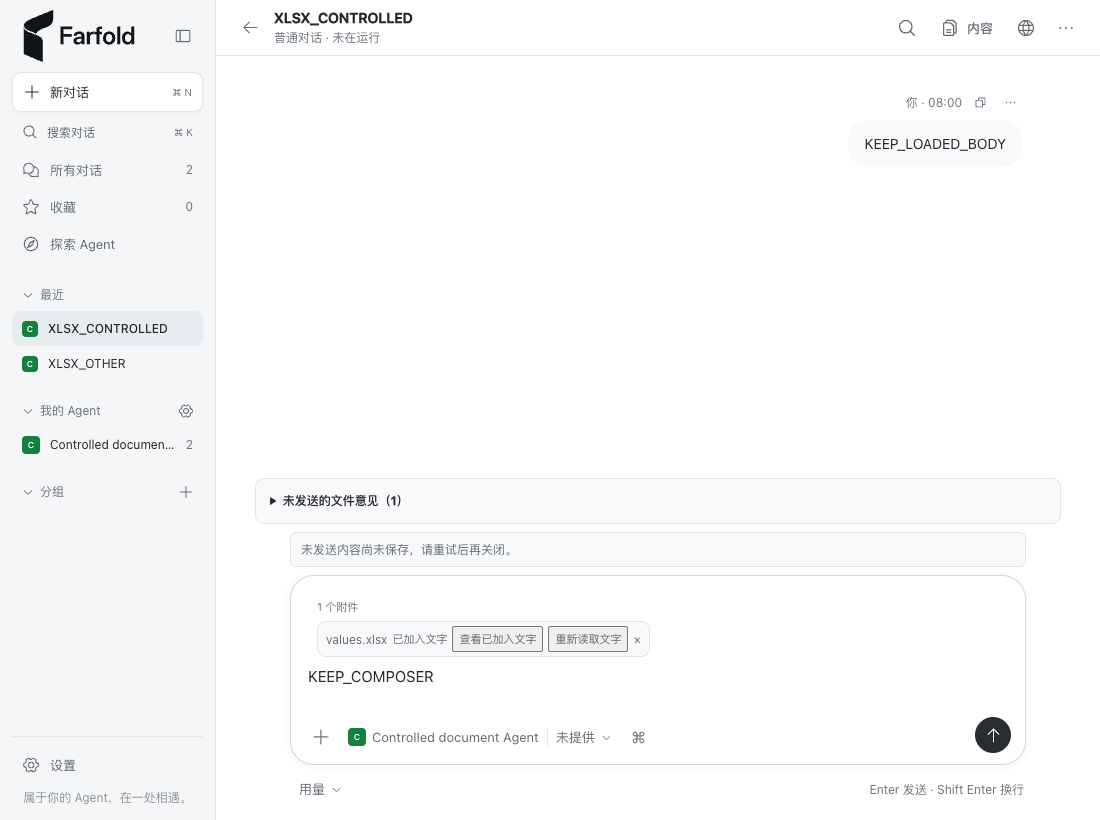 Farfold
新对话 ⌘ N
搜索对话 ⌘ K
所有对话 2
收藏 0
探索 Agent
最近
C XLSX_CONTROLLED
C XLSX_OTHER
我的 Agent
C Controlled documen... 2
分组
设置
属于你的 Agent，在一处相遇。
XLSX_CONTROLLED
普通对话 · 未在运行
内容
你 · 08:00
KEEP_LOADED_BODY
未发送的文件意见（1）
未发送内容尚未保存，请重试后再关闭。
1 个附件
values.xlsx 已加入文字 查看已加入文字 重新读取文字 x
KEEP_COMPOSER
C Controlled document Agent 未提供 ⌘
用量
Enter 发送 · Shift Enter 换行